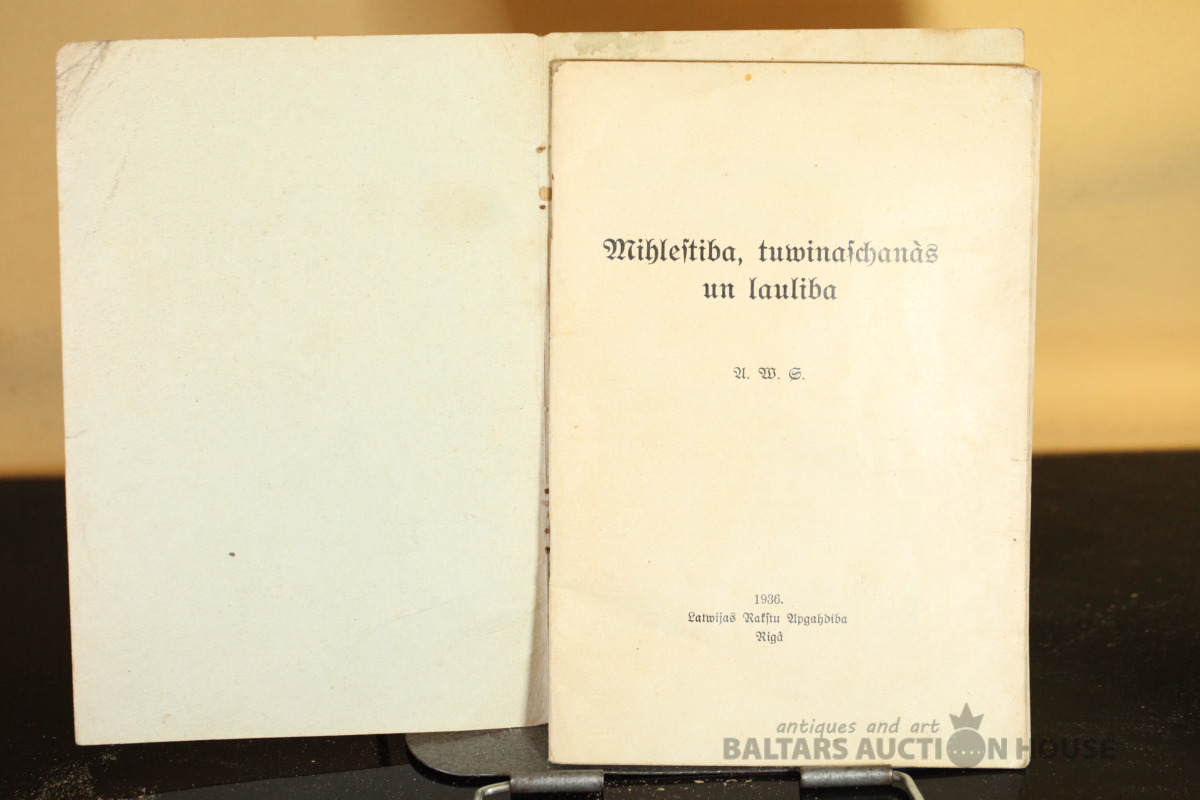 Mihlestiba, tuwinaschanàs
un lauliba
A. W. S.
1936.
Latwijas Rakstu Apgahdiba
Rigâ
antiques and art
BALTARS AUCTION HOUSE